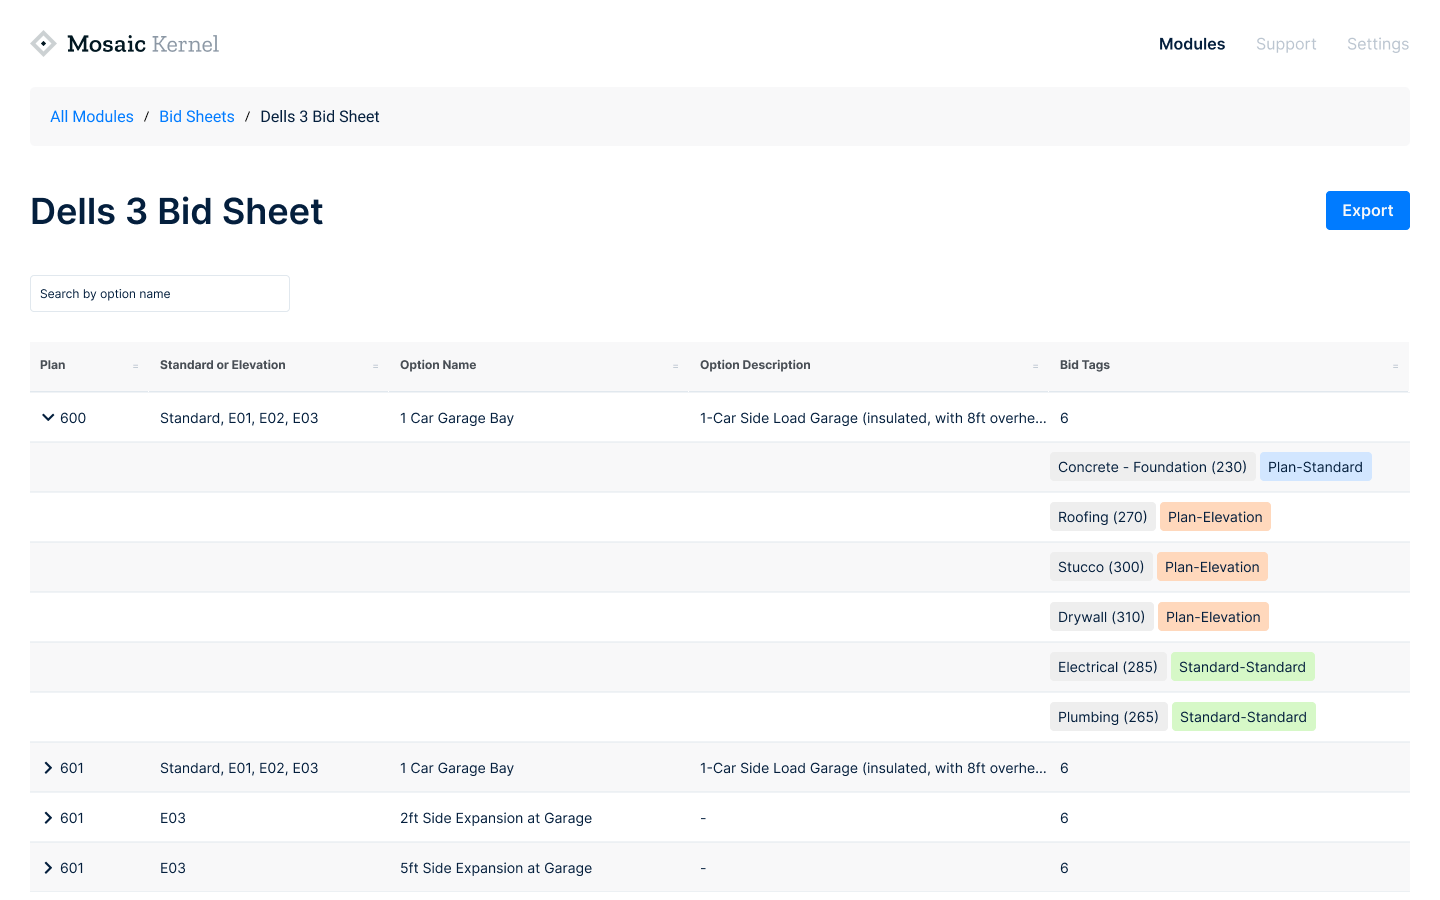 Mosaic Kernel
Modules Support Settings
All Modules / Bid Sheets / Dells 3 Bid Sheet
Dells 3 Bid Sheet
Export
Search by option name
Plan = Standard or Elevation = Option Name = Option Description = Bid Tags =
600 Standard, E01, E02, E03 1 Car Garage Bay 1-Car Side Load Garage (insulated, with 8ft overhe... 6
Concrete - Foundation (230) Plan-Standard
Roofing (270) Plan-Elevation
Stucco (300) Plan-Elevation
Drywall (310) Plan-Elevation
Electrical (285) Standard-Standard
Plumbing (265) Standard-Standard
601 Standard, E01, E02, E03 1 Car Garage Bay 1-Car Side Load Garage (insulated, with 8ft overhe... 6
601 E03 2ft Side Expansion at Garage - 6
601 E03 5ft Side Expansion at Garage - 6